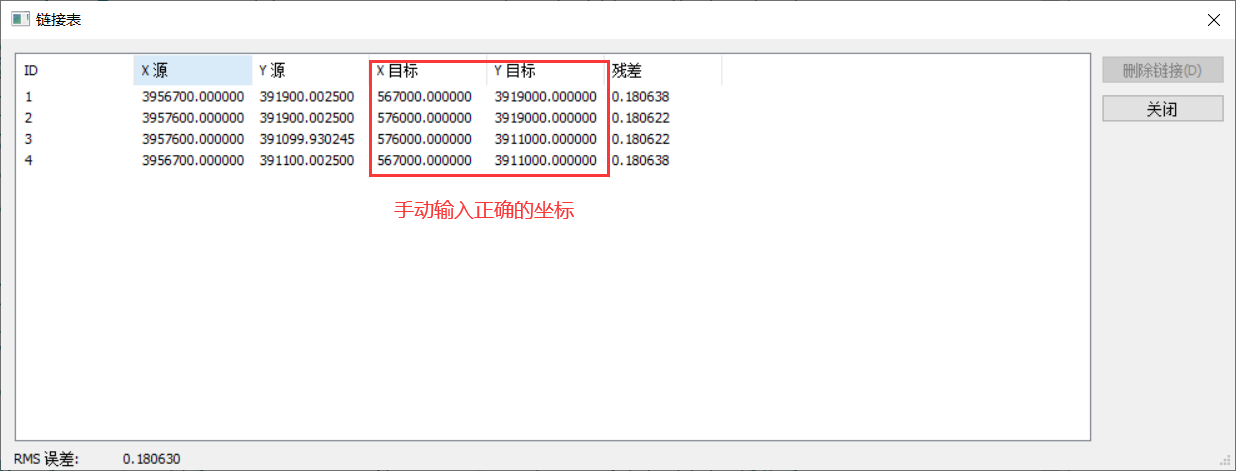 链接表
ID X 源 Y 源 X 目标 Y 目标 残差
1 3956700.000000 391900.002500 567000.000000 3919000.000000 0.180638
2 3957600.000000 391900.002500 576000.000000 3919000.000000 0.180622
3 3957600.000000 391099.930245 576000.000000 3911000.000000 0.180622
4 3956700.000000 391100.002500 567000.000000 3911000.000000 0.180638
删除链接(D)
关闭
手动输入正确的坐标
RMS 误差: 0.180630